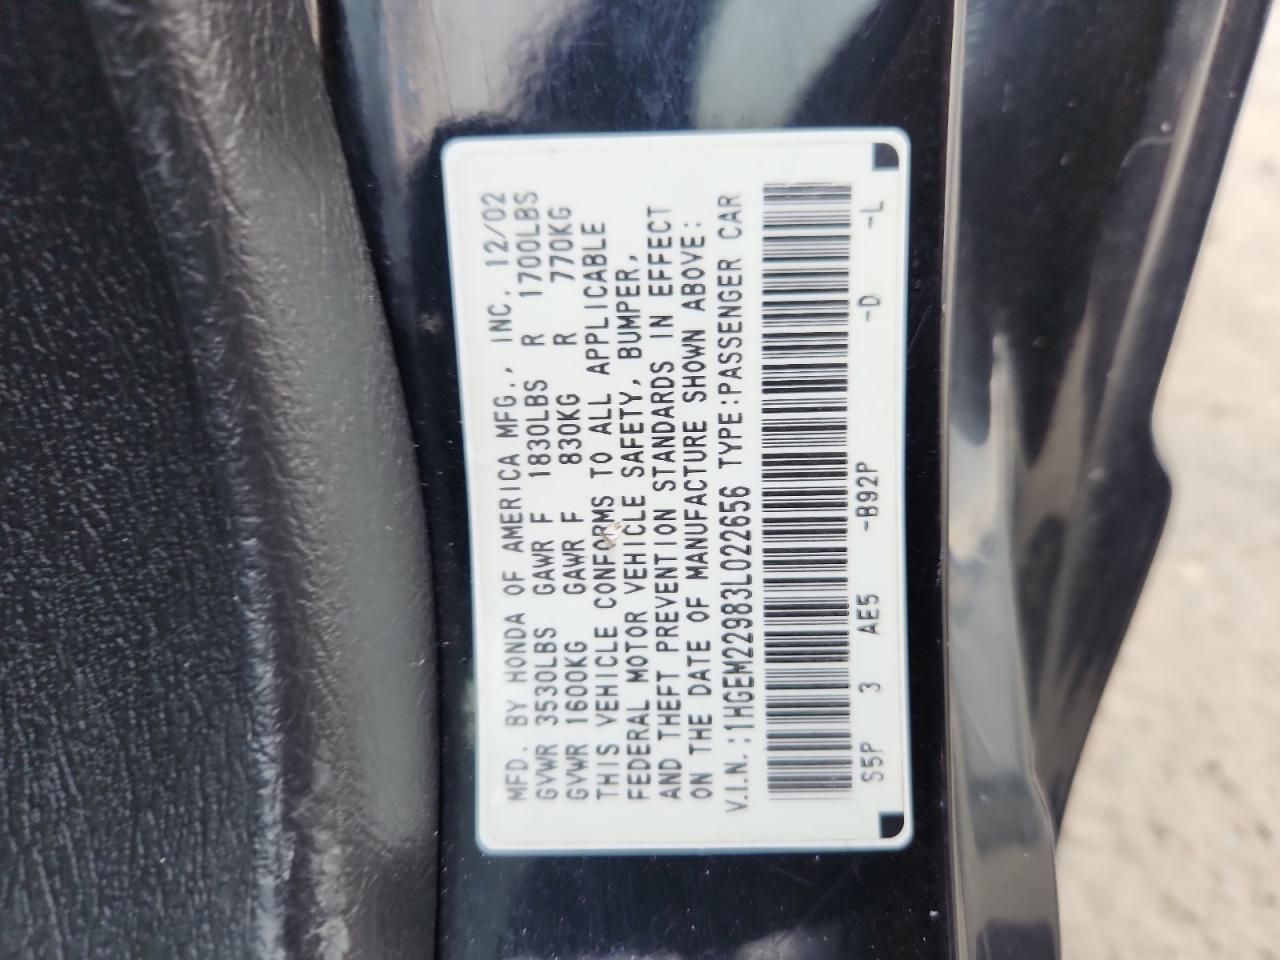 MFD. BY HONDA OF AMERICA MFG., INC. 12/02
GVWR 3530LBS GAWR F 1830LBS R 1700LBS
GVWR 1600KG GAWR F 830KG R 770KG
THIS VEHICLE CONFORMS TO ALL APPLICABLE
FEDERAL MOTOR VEHICLE SAFETY, BUMPER,
AND THEFT PREVENTION STANDARDS IN EFFECT
ON THE DATE OF MANUFACTURE SHOWN ABOVE:
V.I.N.:1HGEM22983L022656 TYPE:PASSENGER CAR
S5P 3 AE5 -B92P -D -L